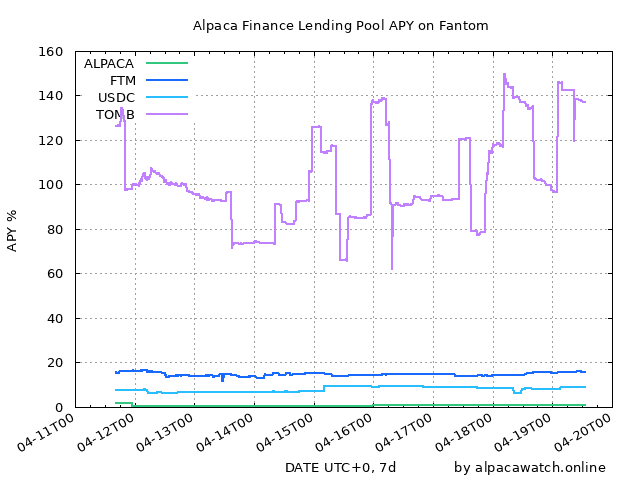 Alpaca Finance Lending Pool APY on Fantom
160
140
120
100
80
60
40
20
0
APY %
ALPACA
FTM
USDC
TOMB
04-11T00
04-12T00
04-13T00
04-14T00
04-15T00
04-16T00
04-17T00
04-18T00
04-19T00
04-20T00
DATE UTC+0, 7d
by alpacawatch.online